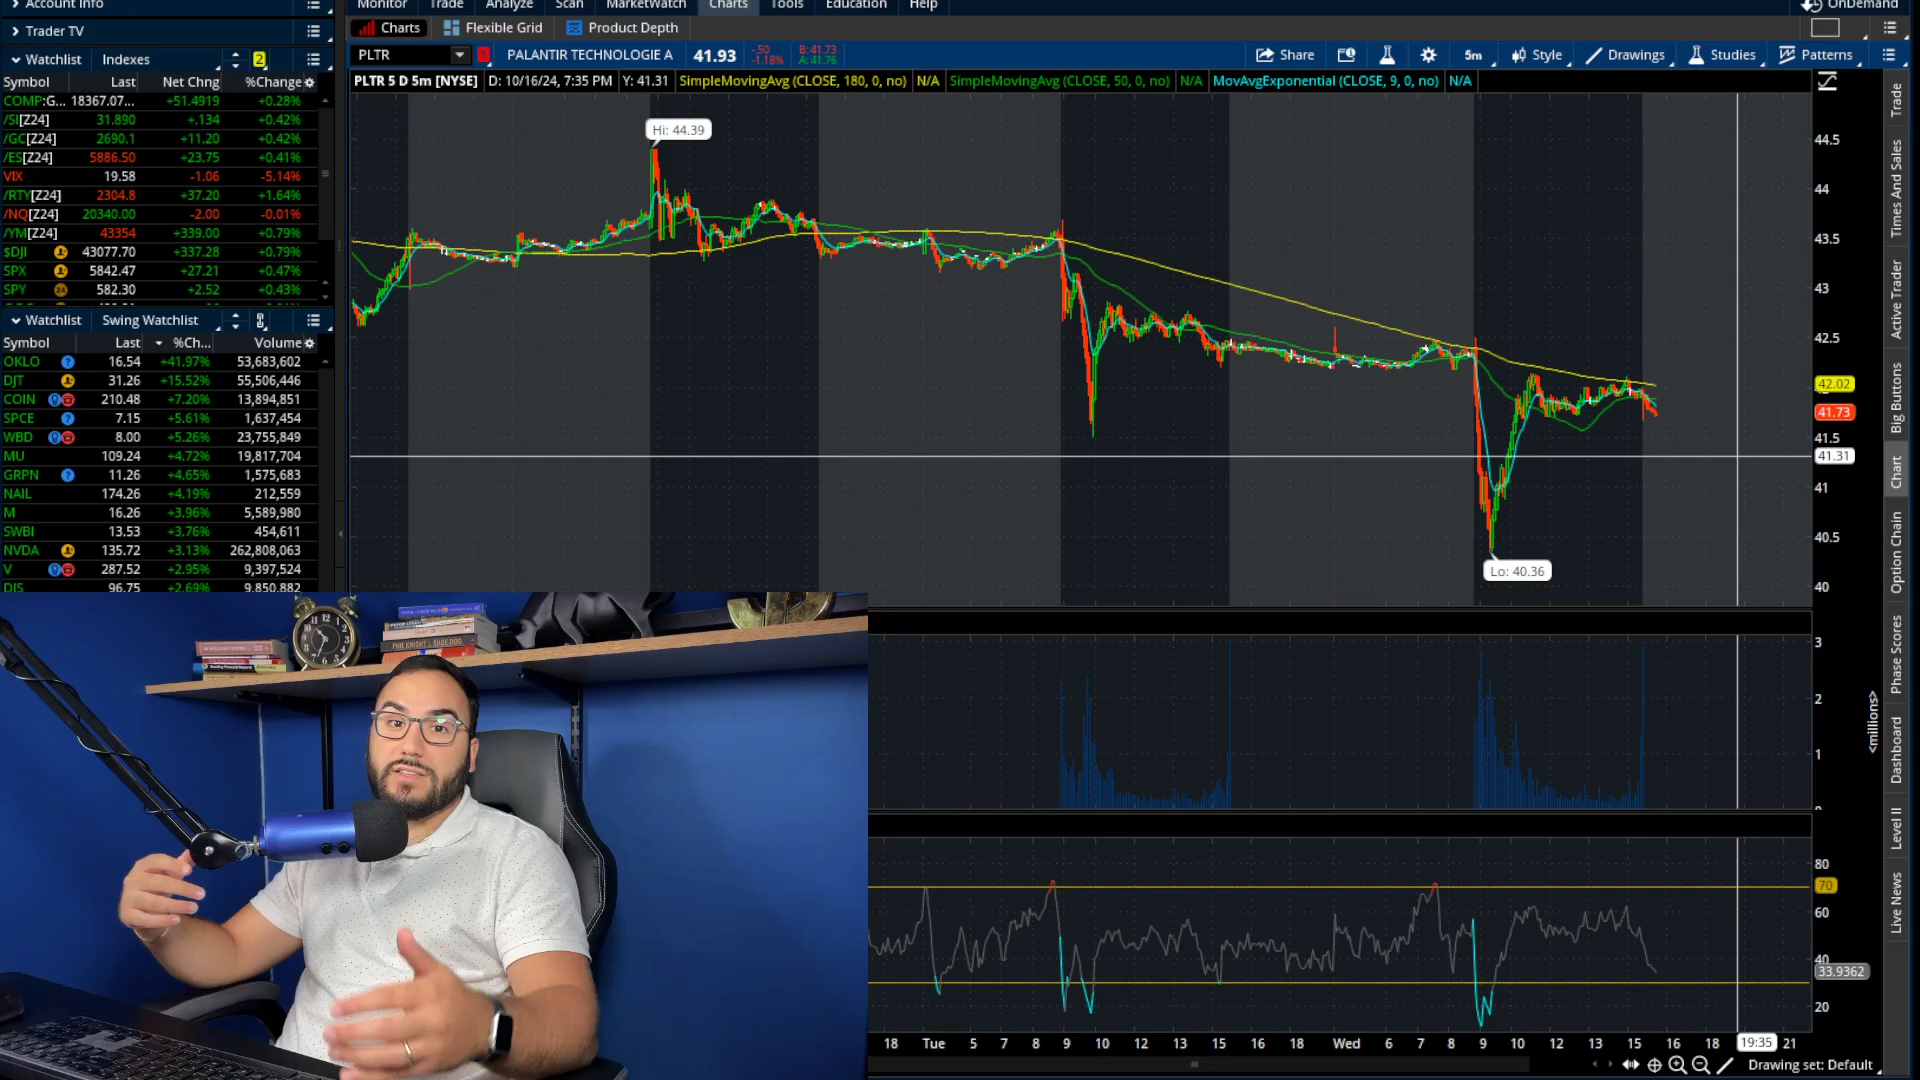 Account Info
Monitor Trade Analyze Scan MarketWatch Charts Tools Education Help
OnDemand
Trader TV
Charts Flexible Grid Product Depth
Watchlist Indexes 2
PLTR 1 PALANTIR TECHNOLOGIE A 41.93 -.50 -1.18% B: 41.73 A: 41.76 Share 5m Style Drawings Studies Patterns
Symbol Last Net Chng %Change
PLTR 5 D 5m [NYSE] D: 10/16/24, 7:35 PM Y: 41.31 SimpleMovingAvg (CLOSE, 180, 0, no) N/A SimpleMovingAvg (CLOSE, 50, 0, no) N/A MovAvgExponential (CLOSE, 9, 0, no) N/A
COMP:G... 18367.07... +51.4919 +0.28%
/SI[Z24] 31.890 +.134 +0.42%
/GC[Z24] 2690.1 +11.20 +0.42%
/ES[Z24] 5886.50 +23.75 +0.41%
VIX 19.58 -1.06 -5.14%
/RTY[Z24] 2304.8 +37.20 +1.64%
/NQ[Z24] 20340.00 -2.00 -0.01%
/YM[Z24] 43354 +339.00 +0.79%
$DJI 43077.70 +337.28 +0.79%
SPX 5842.47 +27.21 +0.47%
SPY 582.30 +2.52 +0.43%
Watchlist Swing Watchlist
Symbol Last %Ch... Volume
OKLO 16.54 +41.97% 53,683,602
DJT 31.26 +15.52% 55,506,446
COIN 210.48 +7.20% 13,894,851
SPCE 7.15 +5.61% 1,637,454
WBD 8.00 +5.26% 23,755,849
MU 109.24 +4.72% 19,817,704
GRPN 11.26 +4.65% 1,575,683
NAIL 174.26 +4.19% 212,559
M 16.26 +3.96% 5,589,980
SWBI 13.53 +3.76% 454,611
NVDA 135.72 +3.13% 262,808,063
V 287.52 +2.95% 9,397,524
DIS 96.75 +2.69% 9,850,882
Hi: 44.39
Lo: 40.36
44.5
44
43.5
43
42.5
42.02
41.73
41.5
41.31
41
40.5
40
3
2
1
<millions>
80
70
60
40
33.9362
20
18 Tue 5 7 8 9 10 12 13 15 16 18 Wed 6 7 8 9 10 12 13 15 16 18 19:35 21
Drawing set: Default
Trade
Times And Sales
Active Trader
Big Buttons
Chart
Option Chain
Phase Scores
Dashboard
Level II
Live News
PHIL KNIGHT SHOE DOG